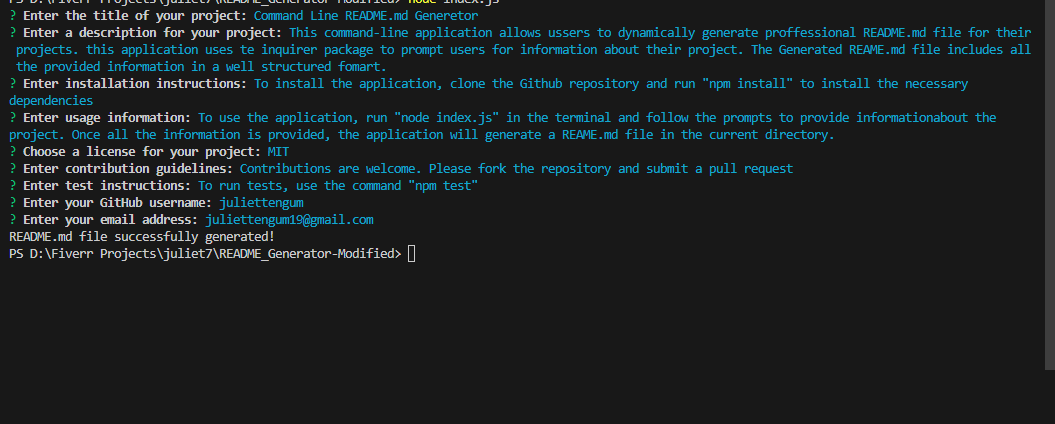 PS D:\Fiverr Projects\juliet7\README_Generator-Modified> node index.js
? Enter the title of your project: Command Line README.md Generetor
? Enter a description for your project: This command-line application allows ussers to dynamically generate proffessional README.md file for their
projects. this application uses te inquirer package to prompt users for information about their project. The Generated REAME.md file includes all
the provided information in a well structured fomart.
? Enter installation instructions: To install the application, clone the Github repository and run "npm install" to install the necessary
dependencies
? Enter usage information: To use the application, run "node index.js" in the terminal and follow the prompts to provide informationabout the
project. Once all the information is provided, the application will generate a REAME.md file in the current directory.
? Choose a license for your project: MIT
? Enter contribution guidelines: Contributions are welcome. Please fork the repository and submit a pull request
? Enter test instructions: To run tests, use the command "npm test"
? Enter your GitHub username: juliettengum
? Enter your email address: juliettengum19@gmail.com
README.md file successfully generated!
PS D:\Fiverr Projects\juliet7\README_Generator-Modified>